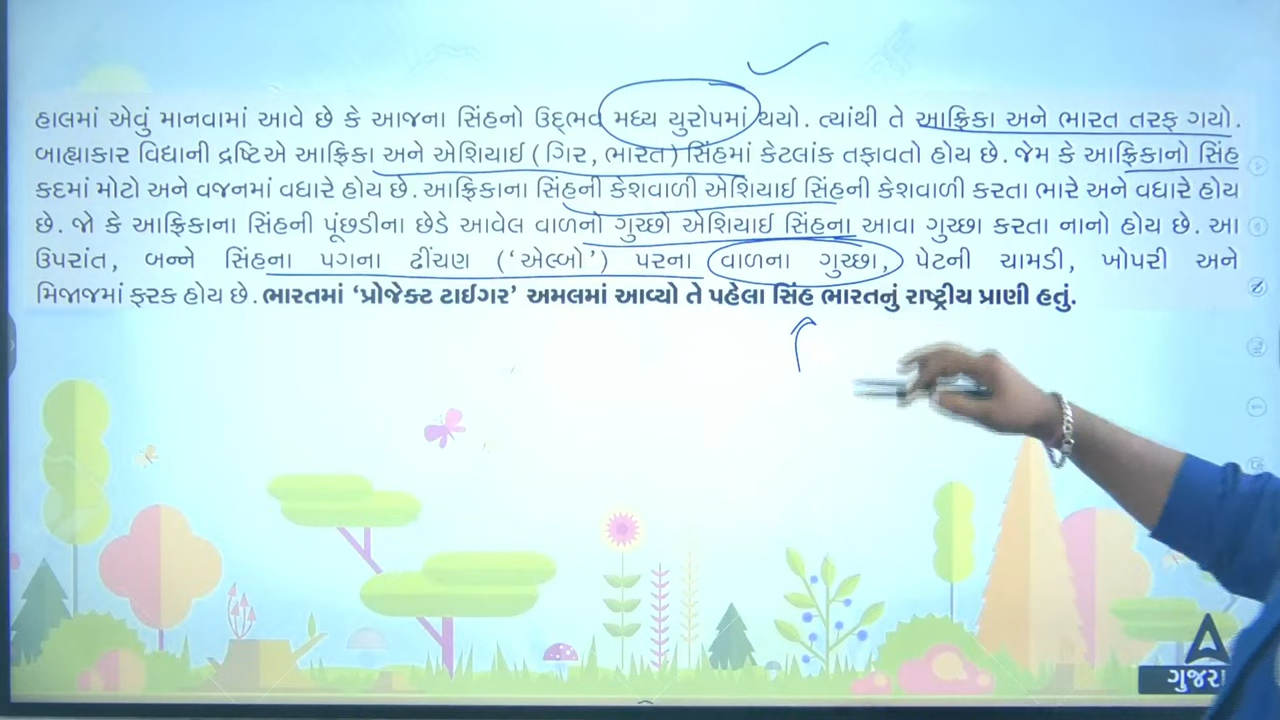 હાલમાં એવું માનવામાં આવે છે કે આજના સિંહનો ઉદ્ભવ મધ્ય યુરોપમાં થયો. ત્યાંથી તે આફ્રિકા અને ભારત તરફ ગયો.
બાહ્યાકાર વિદ્યાની દ્રષ્ટિએ આફ્રિકા અને એશિયાઈ (ગિર, ભારત) સિંહમાં કેટલાંક તફાવતો હોય છે. જેમ કે આફ્રિકાનો સિંહ
કદમાં મોટો અને વજનમાં વધારે હોય છે. આફ્રિકાના સિંહની કેશવાળી એશિયાઈ સિંહની કેશવાળી કરતા ભારે અને વધારે હોય
છે. જો કે આફ્રિકાના સિંહની પૂંછડીના છેડે આવેલ વાળનો ગુચ્છો એશિયાઈ સિંહના આવા ગુચ્છા કરતા નાનો હોય છે. આ
ઉપરાંત, બન્ને સિંહના પગના ઢીંચણ ('એલ્બો') પરના વાળના ગુચ્છા, પેટની ચામડી, ખોપરી અને
મિજાજમાં ફરક હોય છે. ભારતમાં 'પ્રોજેક્ટ ટાઈગર' અમલમાં આવ્યો તે પહેલા સિંહ ભારતનું રાષ્ટ્રીય પ્રાણી હતું.